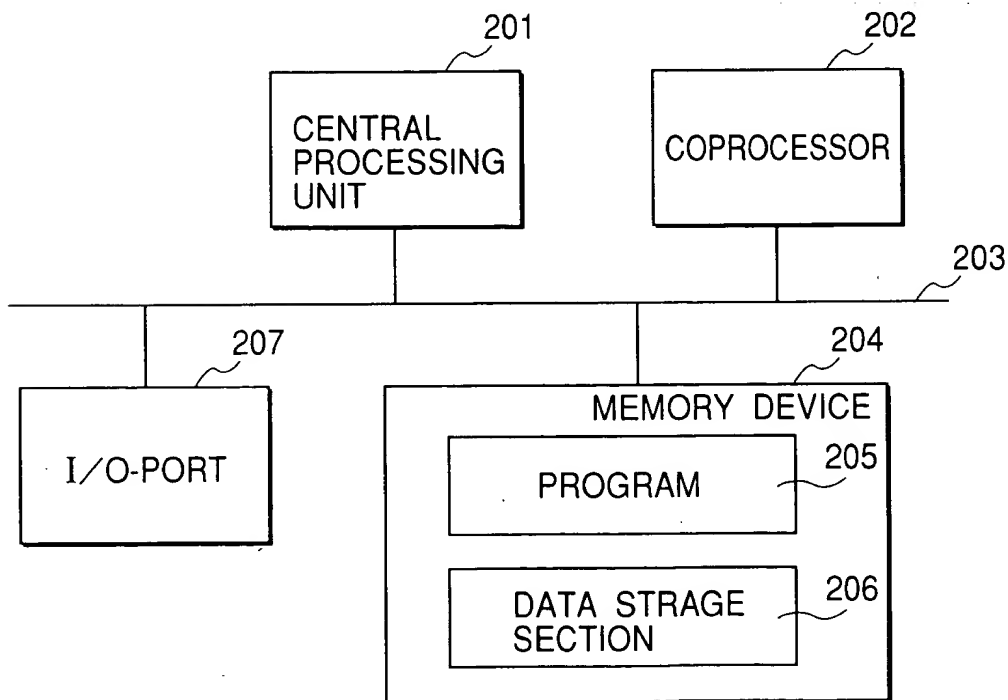 201
CENTRAL
PROCESSING
UNIT
202
COPROCESSOR
203
207
I/O-PORT
204
MEMORY DEVICE
PROGRAM
205
DATA STRAGE
SECTION
206